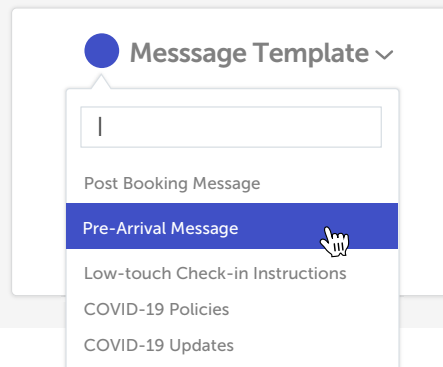 Messsage Template
Post Booking Message
Pre-Arrival Message
Low-touch Check-in Instructions
COVID-19 Policies
COVID-19 Updates